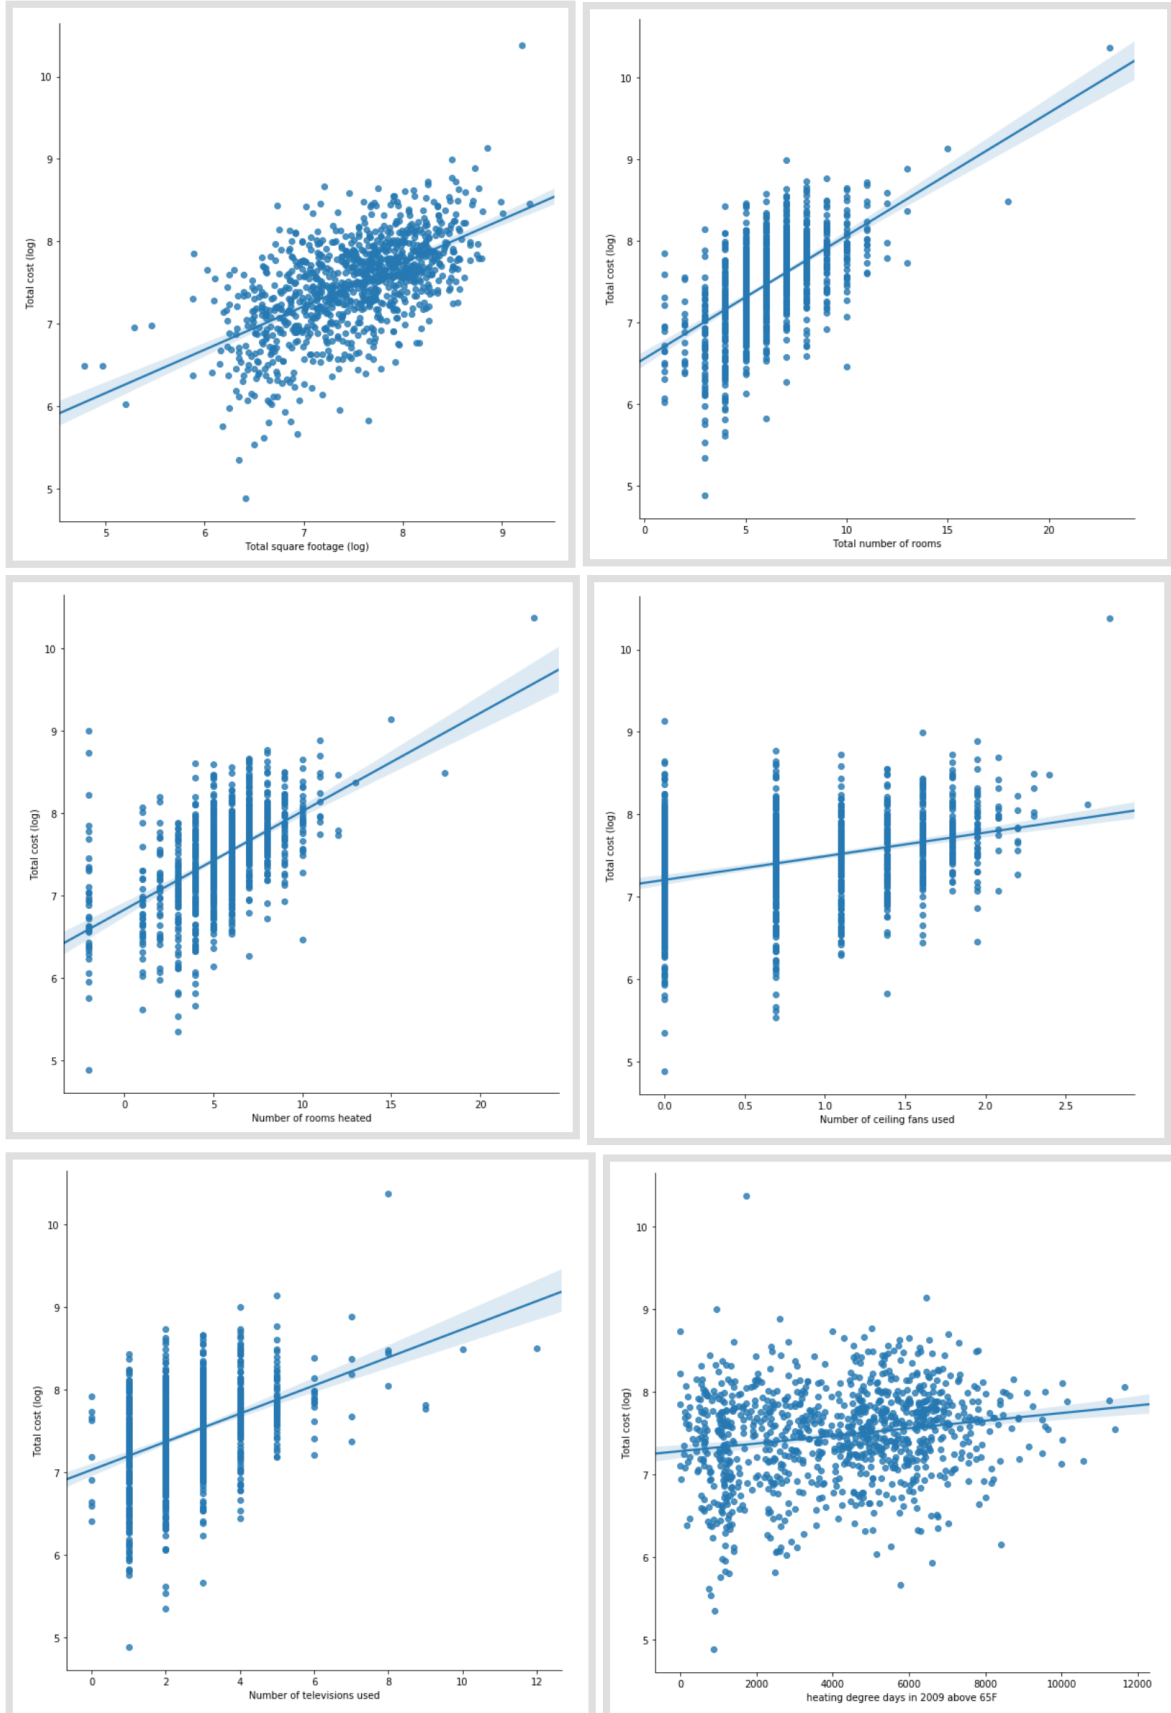 10
9
8
7
6
5
Total cost (log)
5 6 7 8 9
Total square footage (log)
10
9
8
7
6
5
Total cost (log)
0 5 10 15 20
Total number of rooms
10
9
8
7
6
5
Total cost (log)
0 5 10 15 20
Number of rooms heated
10
9
8
7
6
5
Total cost (log)
0.0 0.5 1.0 1.5 2.0 2.5
Number of ceiling fans used
10
9
8
7
6
5
Total cost (log)
0 2 4 6 8 10 12
Number of televisions used
10
9
8
7
6
5
Total cost (log)
0 2000 4000 6000 8000 10000 12000
heating degree days in 2009 above 65F